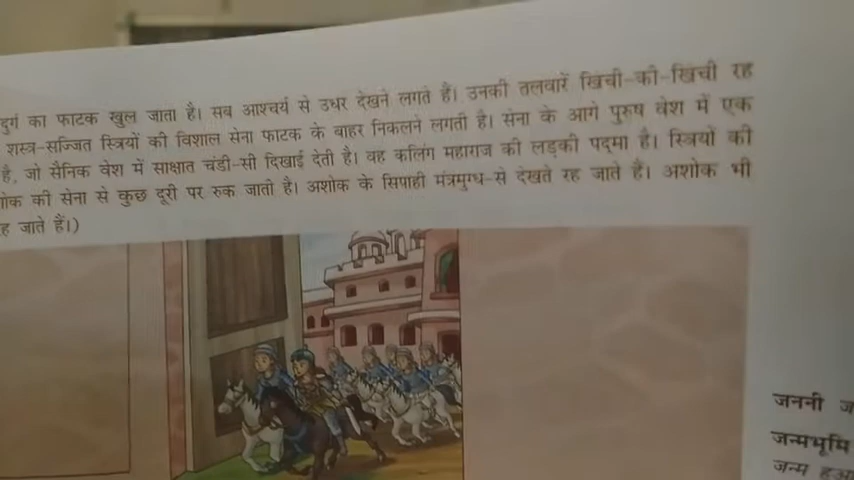 दुर्ग का फाटक खुल जाता है। सब आश्चर्य से उधर देखने लगते हैं। उनकी तलवारें खिंची-की-खिंची रह
शस्त्र-सज्जित स्त्रियों की विशाल सेना फाटक के बाहर निकलने लगती है। सेना के आगे पुरुष वेश में एक
है, जो सैनिक वेश में साक्षात चंडी-सी दिखाई देती है। वह कलिंग महाराज की लड़की पद्मा है। स्त्रियों की
की सेना से कुछ दूरी पर रुक जाती है। अशोक के सिपाही मंत्रमुग्ध-से देखते रह जाते हैं। अशोक भी
जाते हैं।)
जननी
जन्मभूमि
जन्म